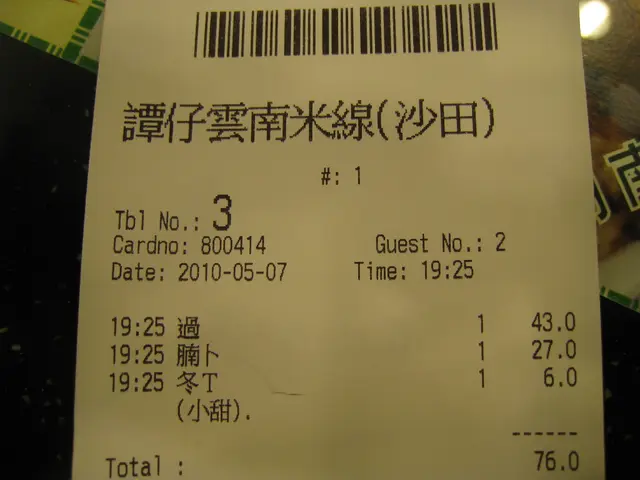 譚仔雲南米線(沙田)
#: 1
Tbl No.: 3
Cardno: 800414 Guest No.: 2
Date: 2010-05-07 Time: 19:25
19:25 過 1 43.0
19:25 腩卜 1 27.0
19:25 冬T 1 6.0
(小甜).
------
Total : 76.0
南